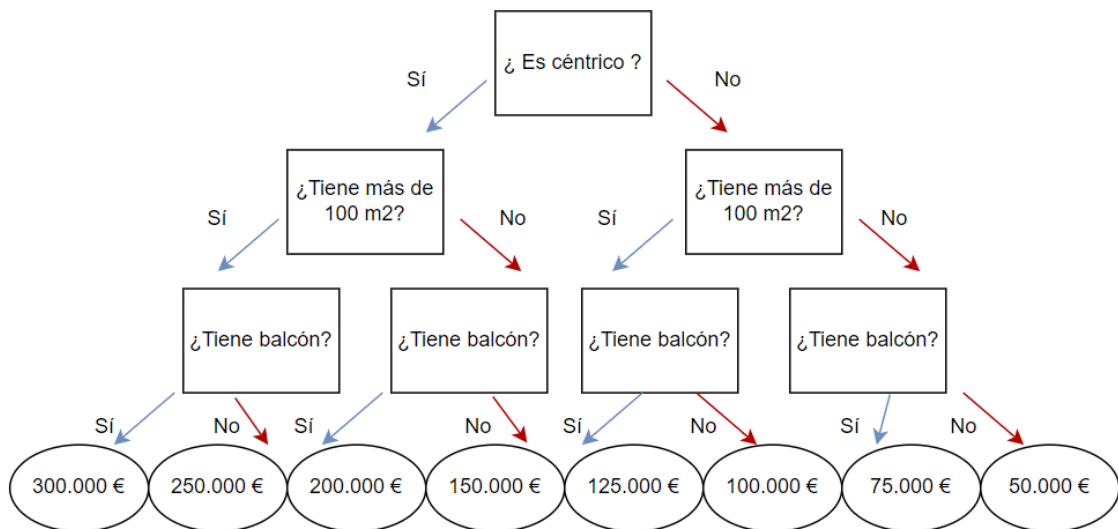 ¿ Es céntrico ?
Sí
No
¿Tiene más de
100 m2?
¿Tiene más de
100 m2?
Sí
No
Sí
No
¿Tiene balcón?
¿Tiene balcón?
¿Tiene balcón?
¿Tiene balcón?
Sí
No
Sí
No
Sí
No
Sí
No
300.000 €
250.000 €
200.000 €
150.000 €
125.000 €
100.000 €
75.000 €
50.000 €